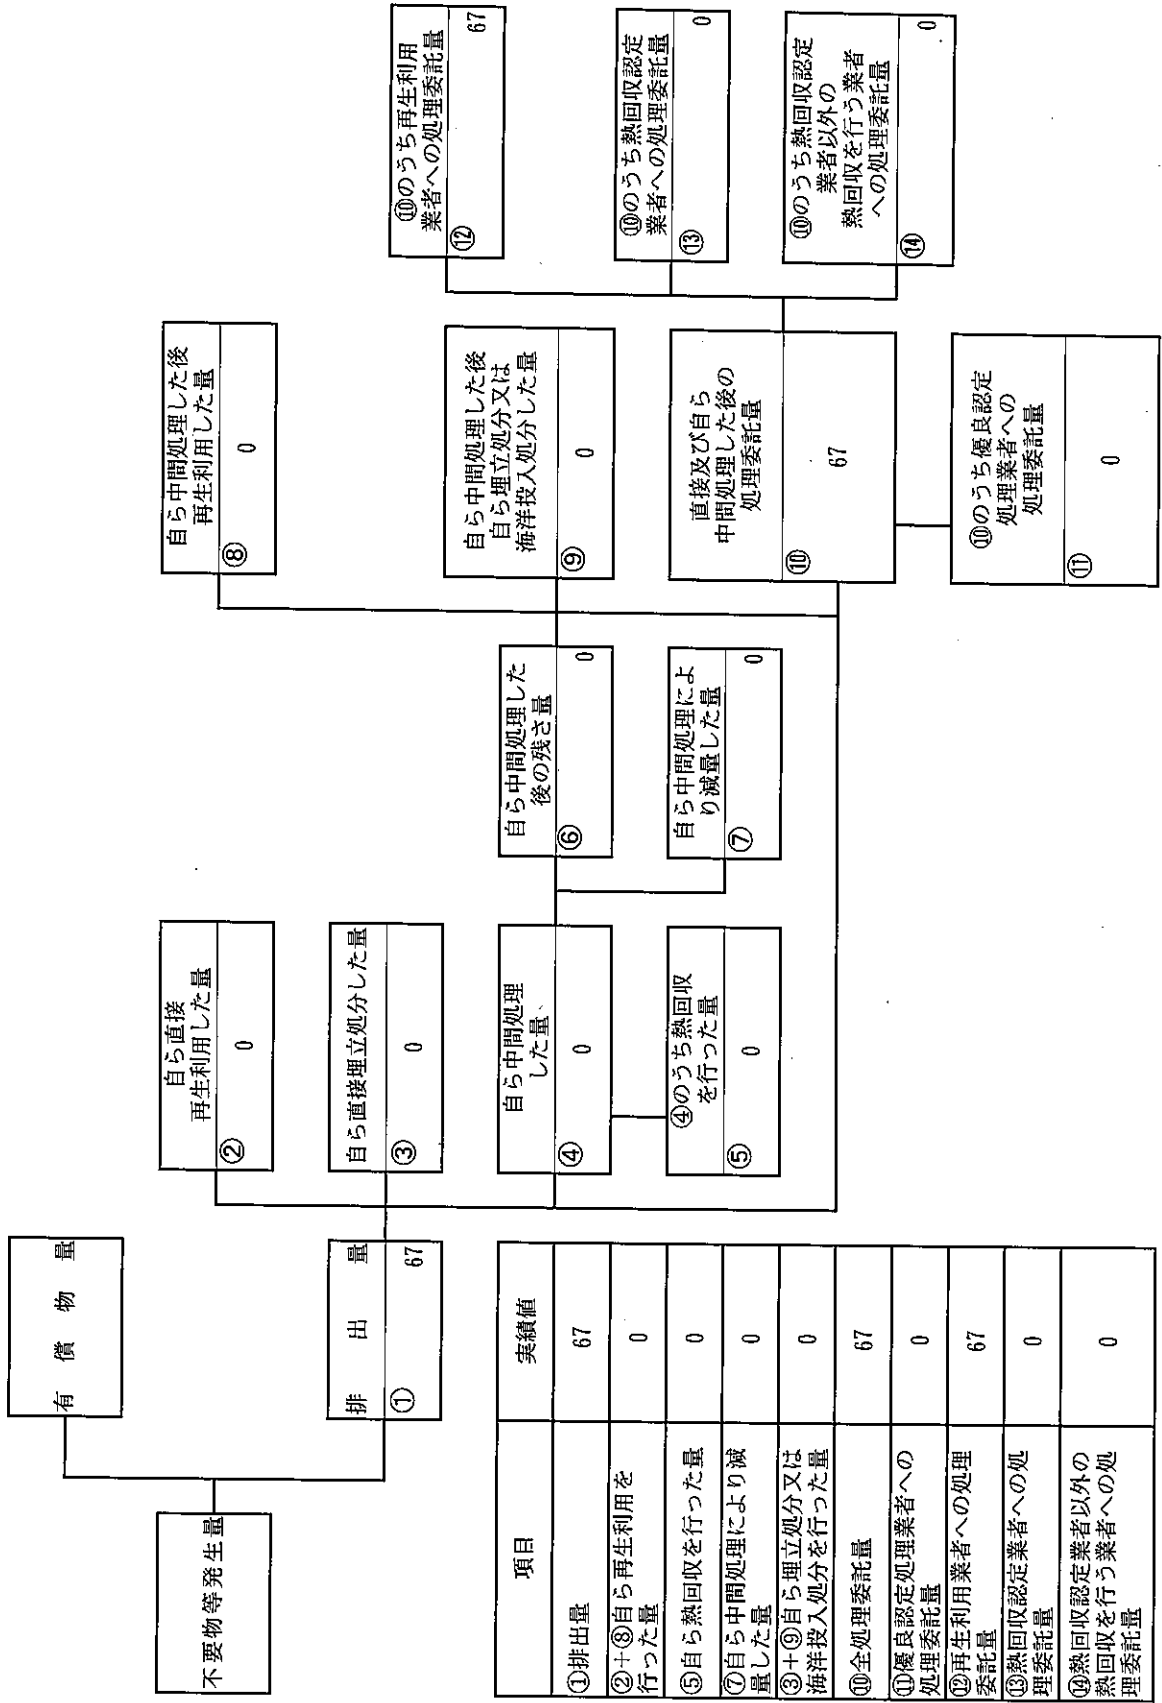 不要物等発生量
有償物量
排出量
①
67
自ら直接
再生利用した量
②
0
自ら直接埋立処分した量
③
0
自ら中間処理
した量
④
0
④のうち熱回収
を行った量
⑤
0
自ら中間処理した
後の残さ量
⑥
0
自ら中間処理によ
り減量した量
⑦
0
自ら中間処理した後
再生利用した量
⑧
0
自ら中間処理した後
自ら埋立処分又は
海洋投入処分した量
⑨
0
直接及び自ら
中間処理した後の
処理委託量
⑩
67
⑩のうち優良認定
処理業者への
処理委託量
⑪
0
⑩のうち再生利用
業者への処理委託量
⑫
67
⑩のうち熱回収認定
業者への処理委託量
⑬
0
⑩のうち熱回収認定
業者以外の
熱回収を行う業者
への処理委託量
⑭
0
項目 実績値
①排出量 67
②+⑧自ら再生利用を
行った量 0
⑤自ら熱回収を行った量 0
⑦自ら中間処理により減
量した量 0
③+⑨自ら埋立処分又は
海洋投入処分を行った量 0
⑩全処理委託量 67
⑪優良認定処理業者への
処理委託量 0
⑫再生利用業者への処理
委託量 67
⑬熱回収認定業者への処
理委託量 0
⑭熱回収認定業者以外の
熱回収を行う業者への処
理委託量 0